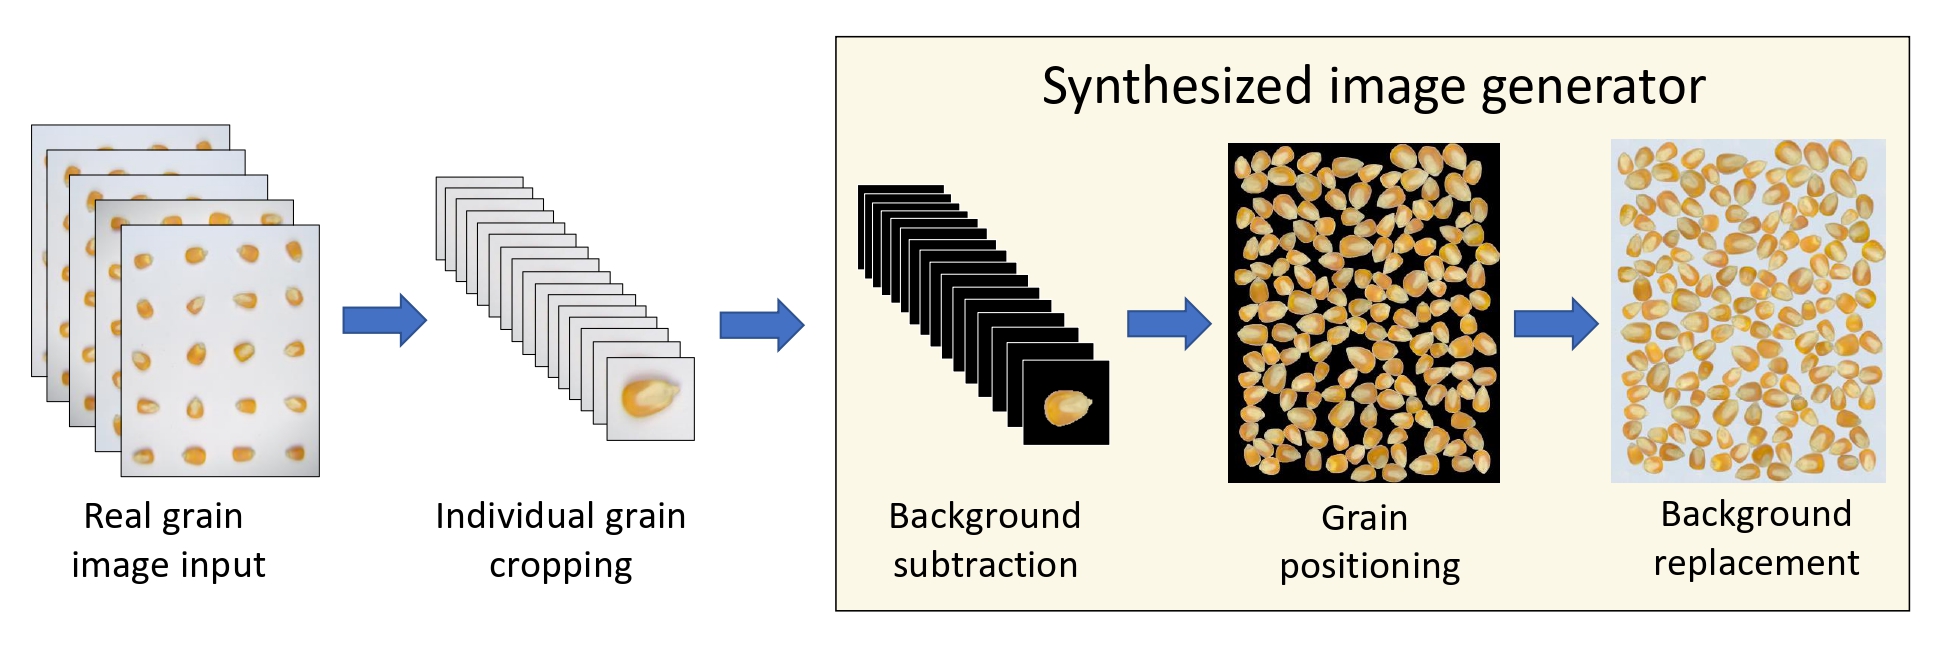 Synthesized image generator
Real grain
image input
Individual grain
cropping
Background
subtraction
Grain
positioning
Background
replacement